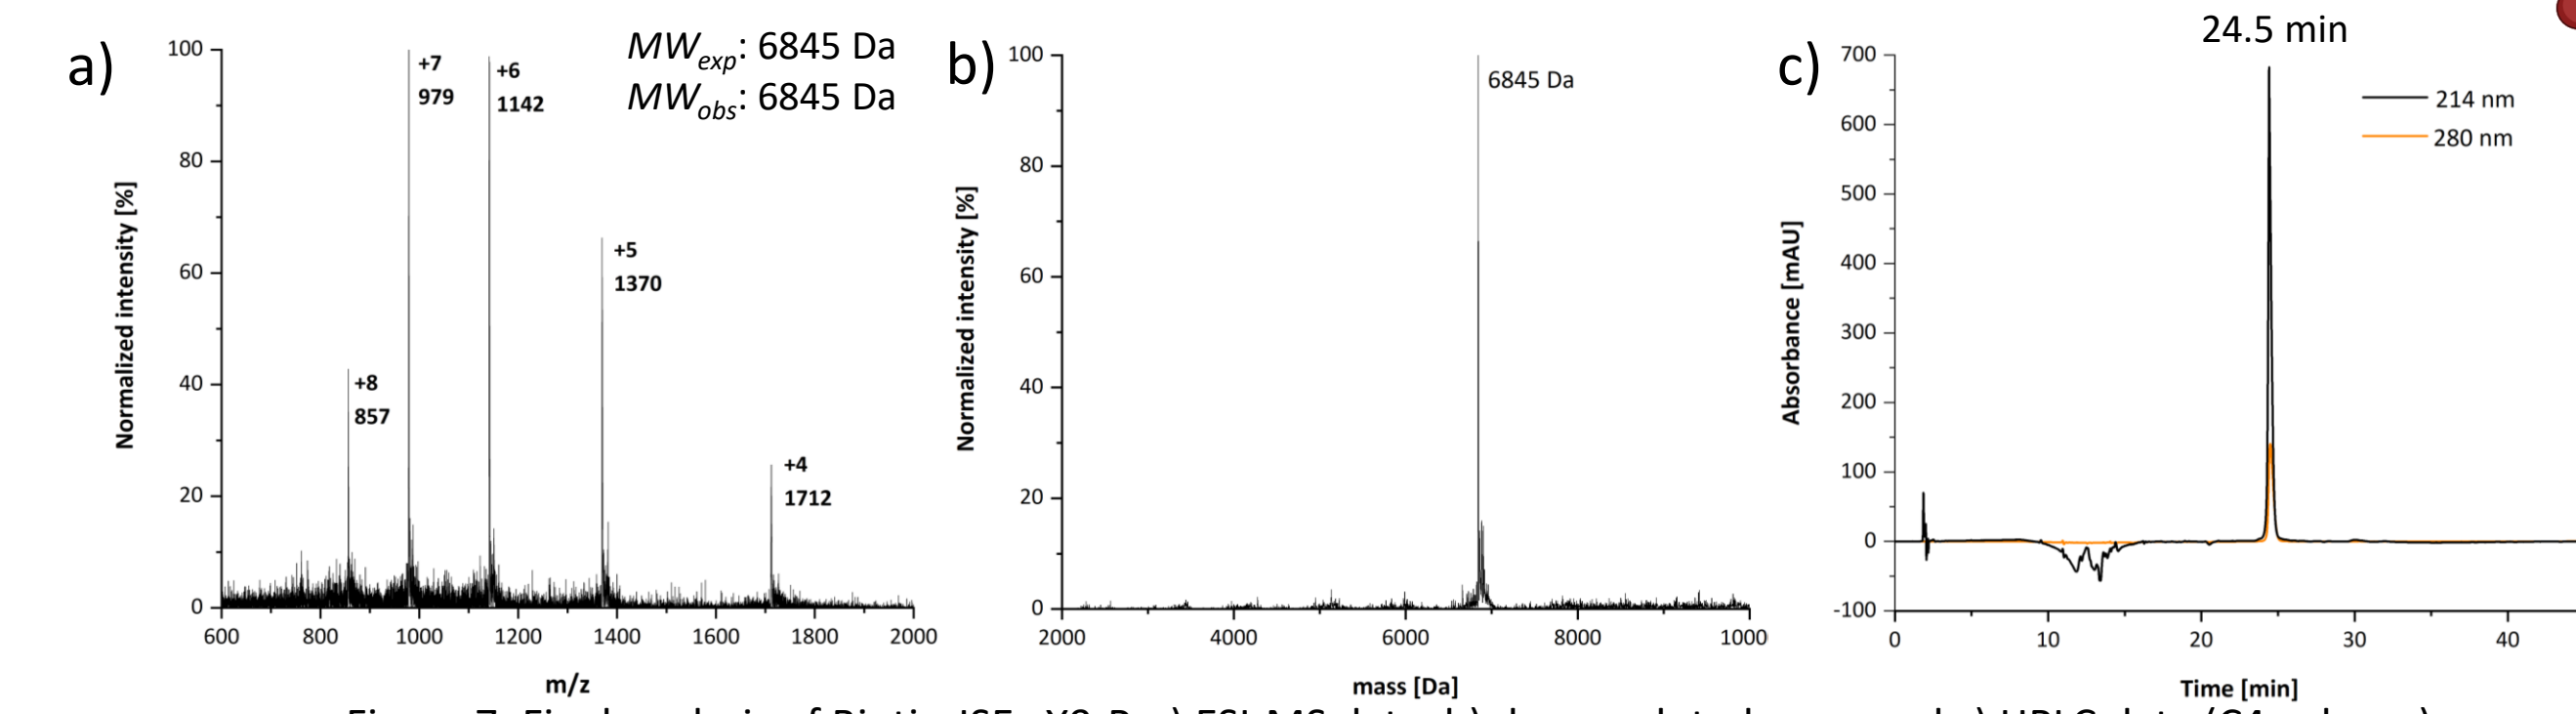 a)
MWexp: 6845 Da
MWobs: 6845 Da
+7
979
+6
1142
+5
1370
+8
857
+4
1712
100
80
60
40
20
0
Normalized intensity [%]
600 800 1000 1200 1400 1600 1800 2000
m/z
b)
6845 Da
100
80
60
40
20
0
Normalized intensity [%]
2000 4000 6000 8000 1000
mass [Da]
c)
24.5 min
214 nm
280 nm
700
600
500
400
300
200
100
0
-100
Absorbance [mAU]
0 10 20 30 40
Time [min]